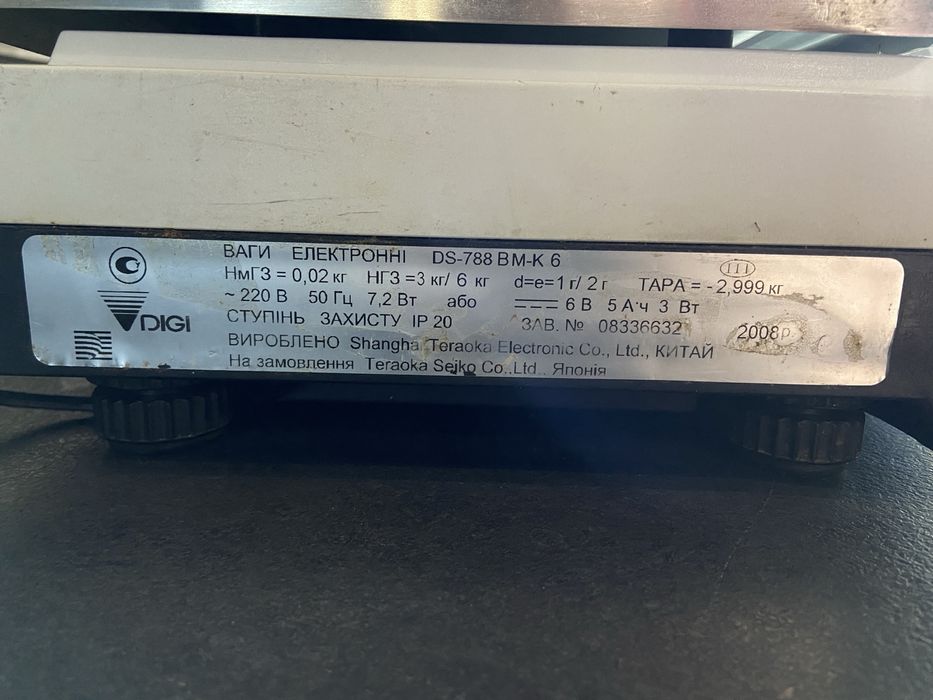 ВАГИ ЕЛЕКТРОННІ DS-788 BM-K 6
III
НмГЗ = 0,02 кг НГЗ =3 кг/ 6 кг d=e=1 г/ 2 г ТАРА = - 2,999 кг
~ 220 В 50 Гц 7,2 Вт або 6 В 5 А·ч 3 Вт
DIGI
СТУПІНЬ ЗАХИСТУ IP 20 ЗАВ. № 08336632 2008р
ВИРОБЛЕНО Shangha Teraoka Electronic Co., Ltd., КИТАЙ
На замовлення Teraoka Seiko Co.,Ltd., Японія